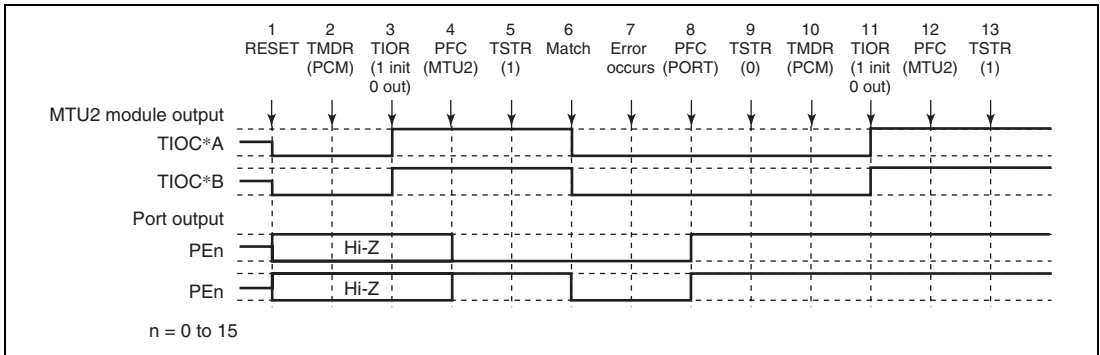 1 2 3 4 5 6 7 8 9 10 11 12 13
RESET TMDR TIOR PFC TSTR Match Error PFC TSTR TMDR TIOR PFC TSTR
(PCM) (1 init (MTU2) (1) occurs (PORT) (0) (PCM) (1 init (MTU2) (1)
0 out) 0 out)
MTU2 module output
TIOC*A
TIOC*B
Port output
PEn Hi-Z
PEn Hi-Z
n = 0 to 15